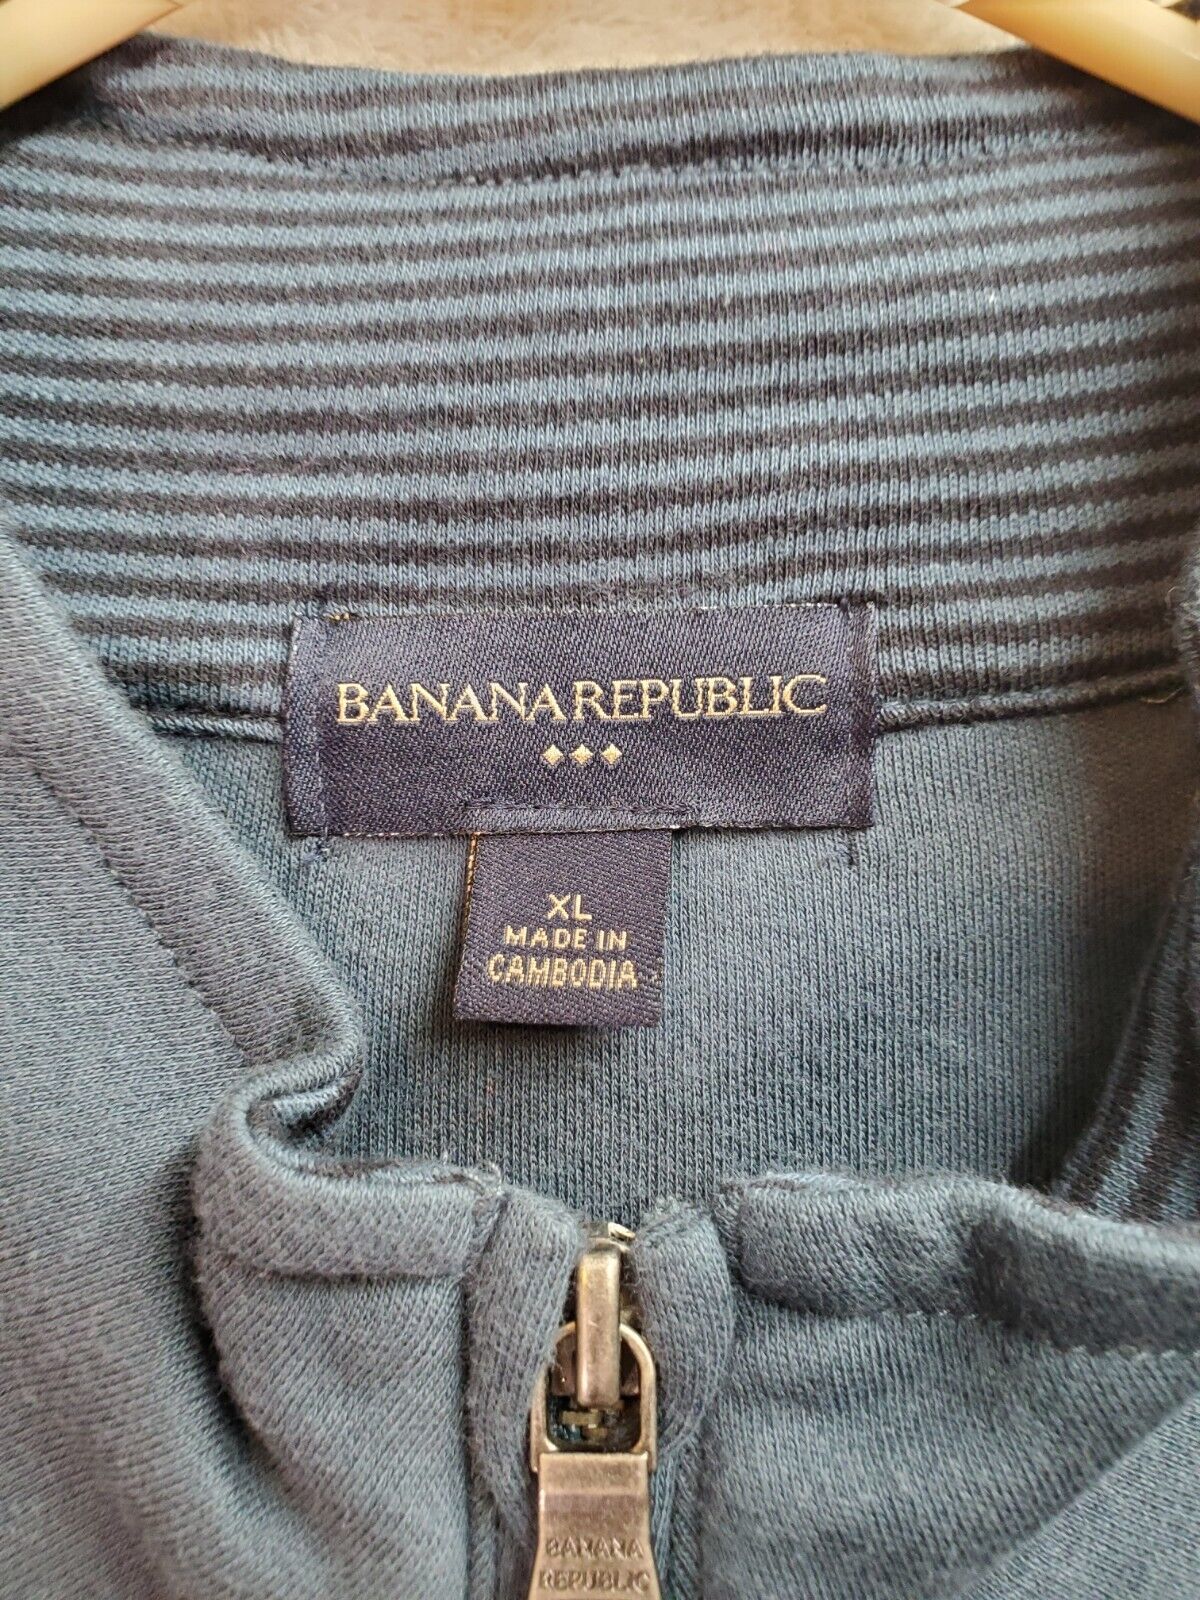 BANANA REPUBLIC
XL
MADE IN
CAMBODIA
BANANA
REPUBLIC